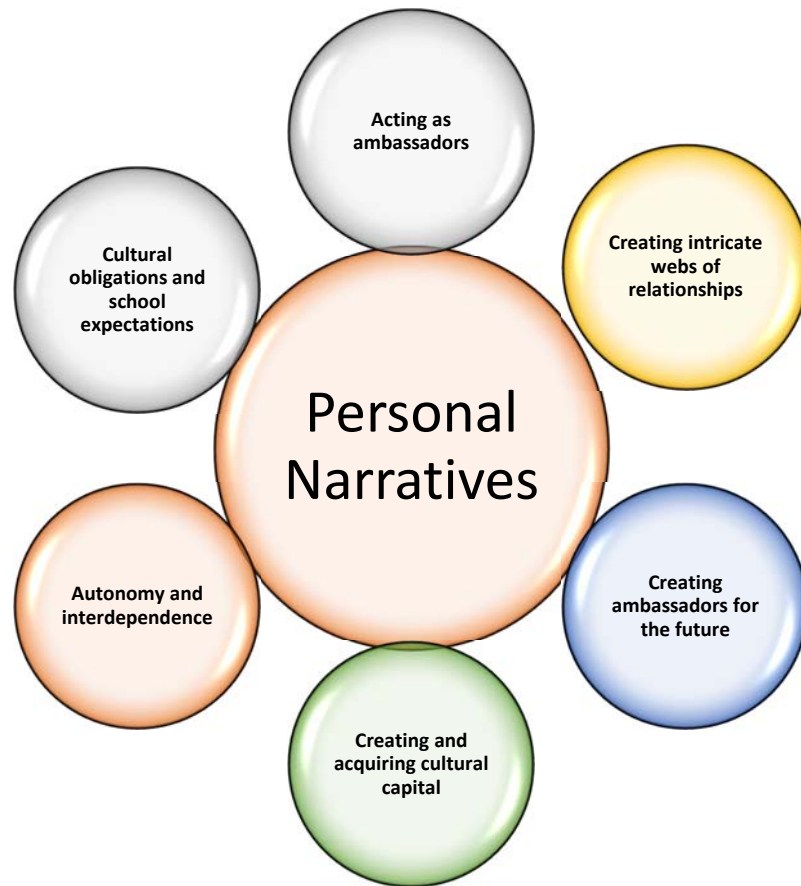 Acting as
ambassadors
Creating intricate
webs of
relationships
Cultural
obligations and
school
expectations
Personal
Narratives
Autonomy and
interdependence
Creating
ambassadors for
the future
Creating and
acquiring cultural
capital